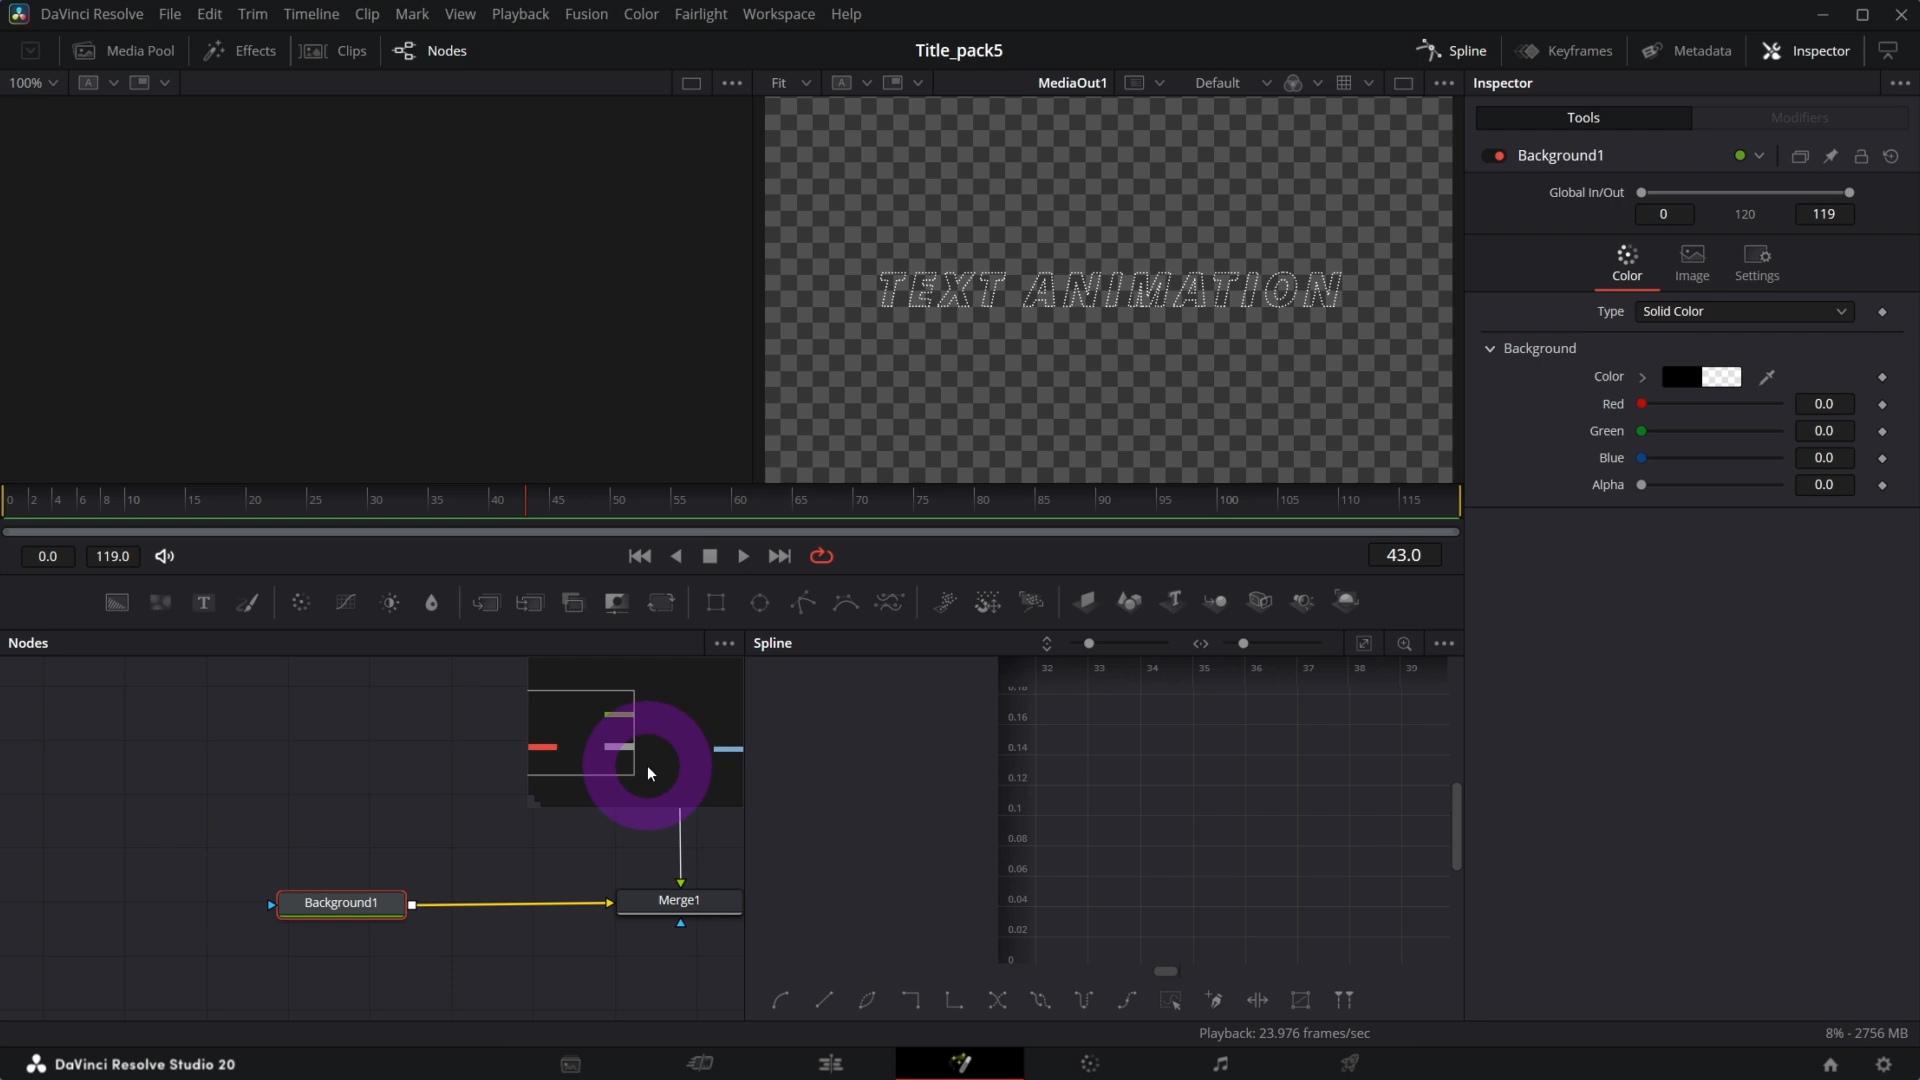 DaVinci Resolve File Edit Trim Timeline Clip Mark View Playback Fusion Color Fairlight Workspace Help
Media Pool Effects Clips Nodes Title_pack5 Spline Keyframes Metadata Inspector
100% A Fit A MediaOut1 Default Inspector
Tools Modifiers
Background1
Global In/Out
0 120 119
Color Image Settings
TEXT ANIMATION
Type Solid Color
Background
Color
Red 0.0
Green 0.0
Blue 0.0
Alpha 0.0
0 2 4 6 8 10 15 20 25 30 35 40 45 50 55 60 65 70 75 80 85 90 95 100 105 110 115
0.0 119.0 43.0
T T
Nodes Spline
32 33 34 35 36 37 38 39
0.16
0.14
0.12
0.1
0.08
0.06
0.04
0.02
0
Background1 Merge1
Playback: 23.976 frames/sec 8% - 2756 MB
DaVinci Resolve Studio 20